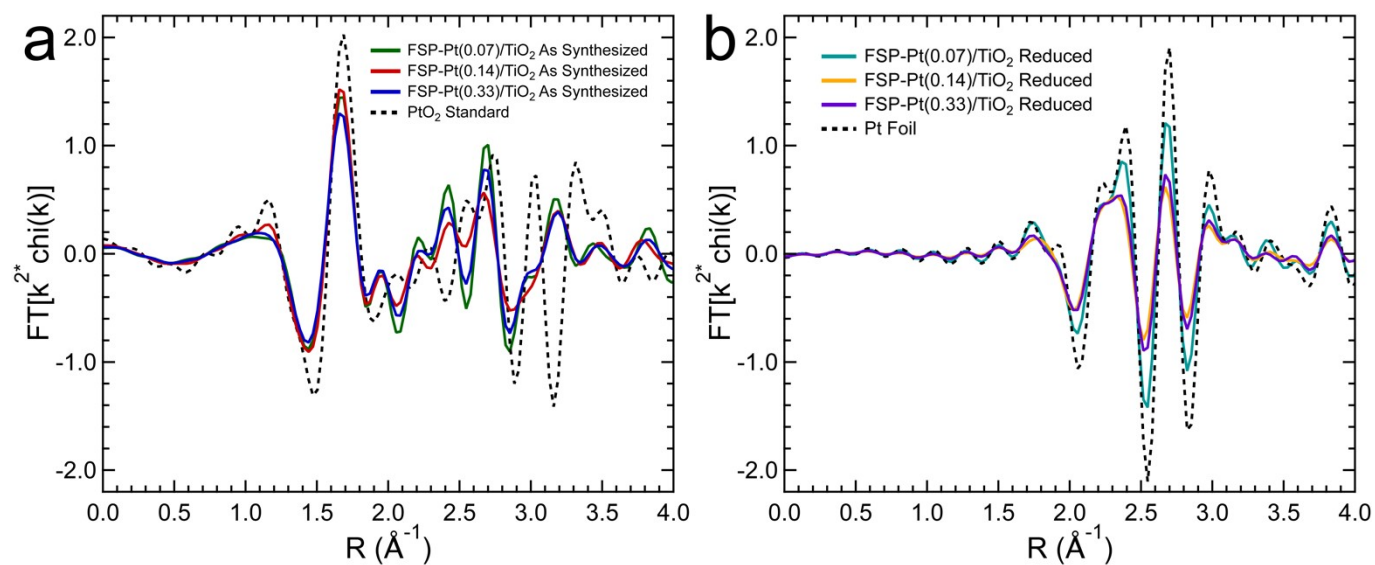 a
FSP-Pt(0.07)/TiO₂ As Synthesized
FSP-Pt(0.14)/TiO₂ As Synthesized
FSP-Pt(0.33)/TiO₂ As Synthesized
PtO₂ Standard
2.0
1.0
0.0
-1.0
-2.0
FT[k²* chi(k)]
0.0 0.5 1.0 1.5 2.0 2.5 3.0 3.5 4.0
R (Å⁻¹)
b
FSP-Pt(0.07)/TiO₂ Reduced
FSP-Pt(0.14)/TiO₂ Reduced
FSP-Pt(0.33)/TiO₂ Reduced
Pt Foil
2.0
1.0
0.0
-1.0
-2.0
FT[k²* chi(k)]
0.0 0.5 1.0 1.5 2.0 2.5 3.0 3.5 4.0
R (Å⁻¹)